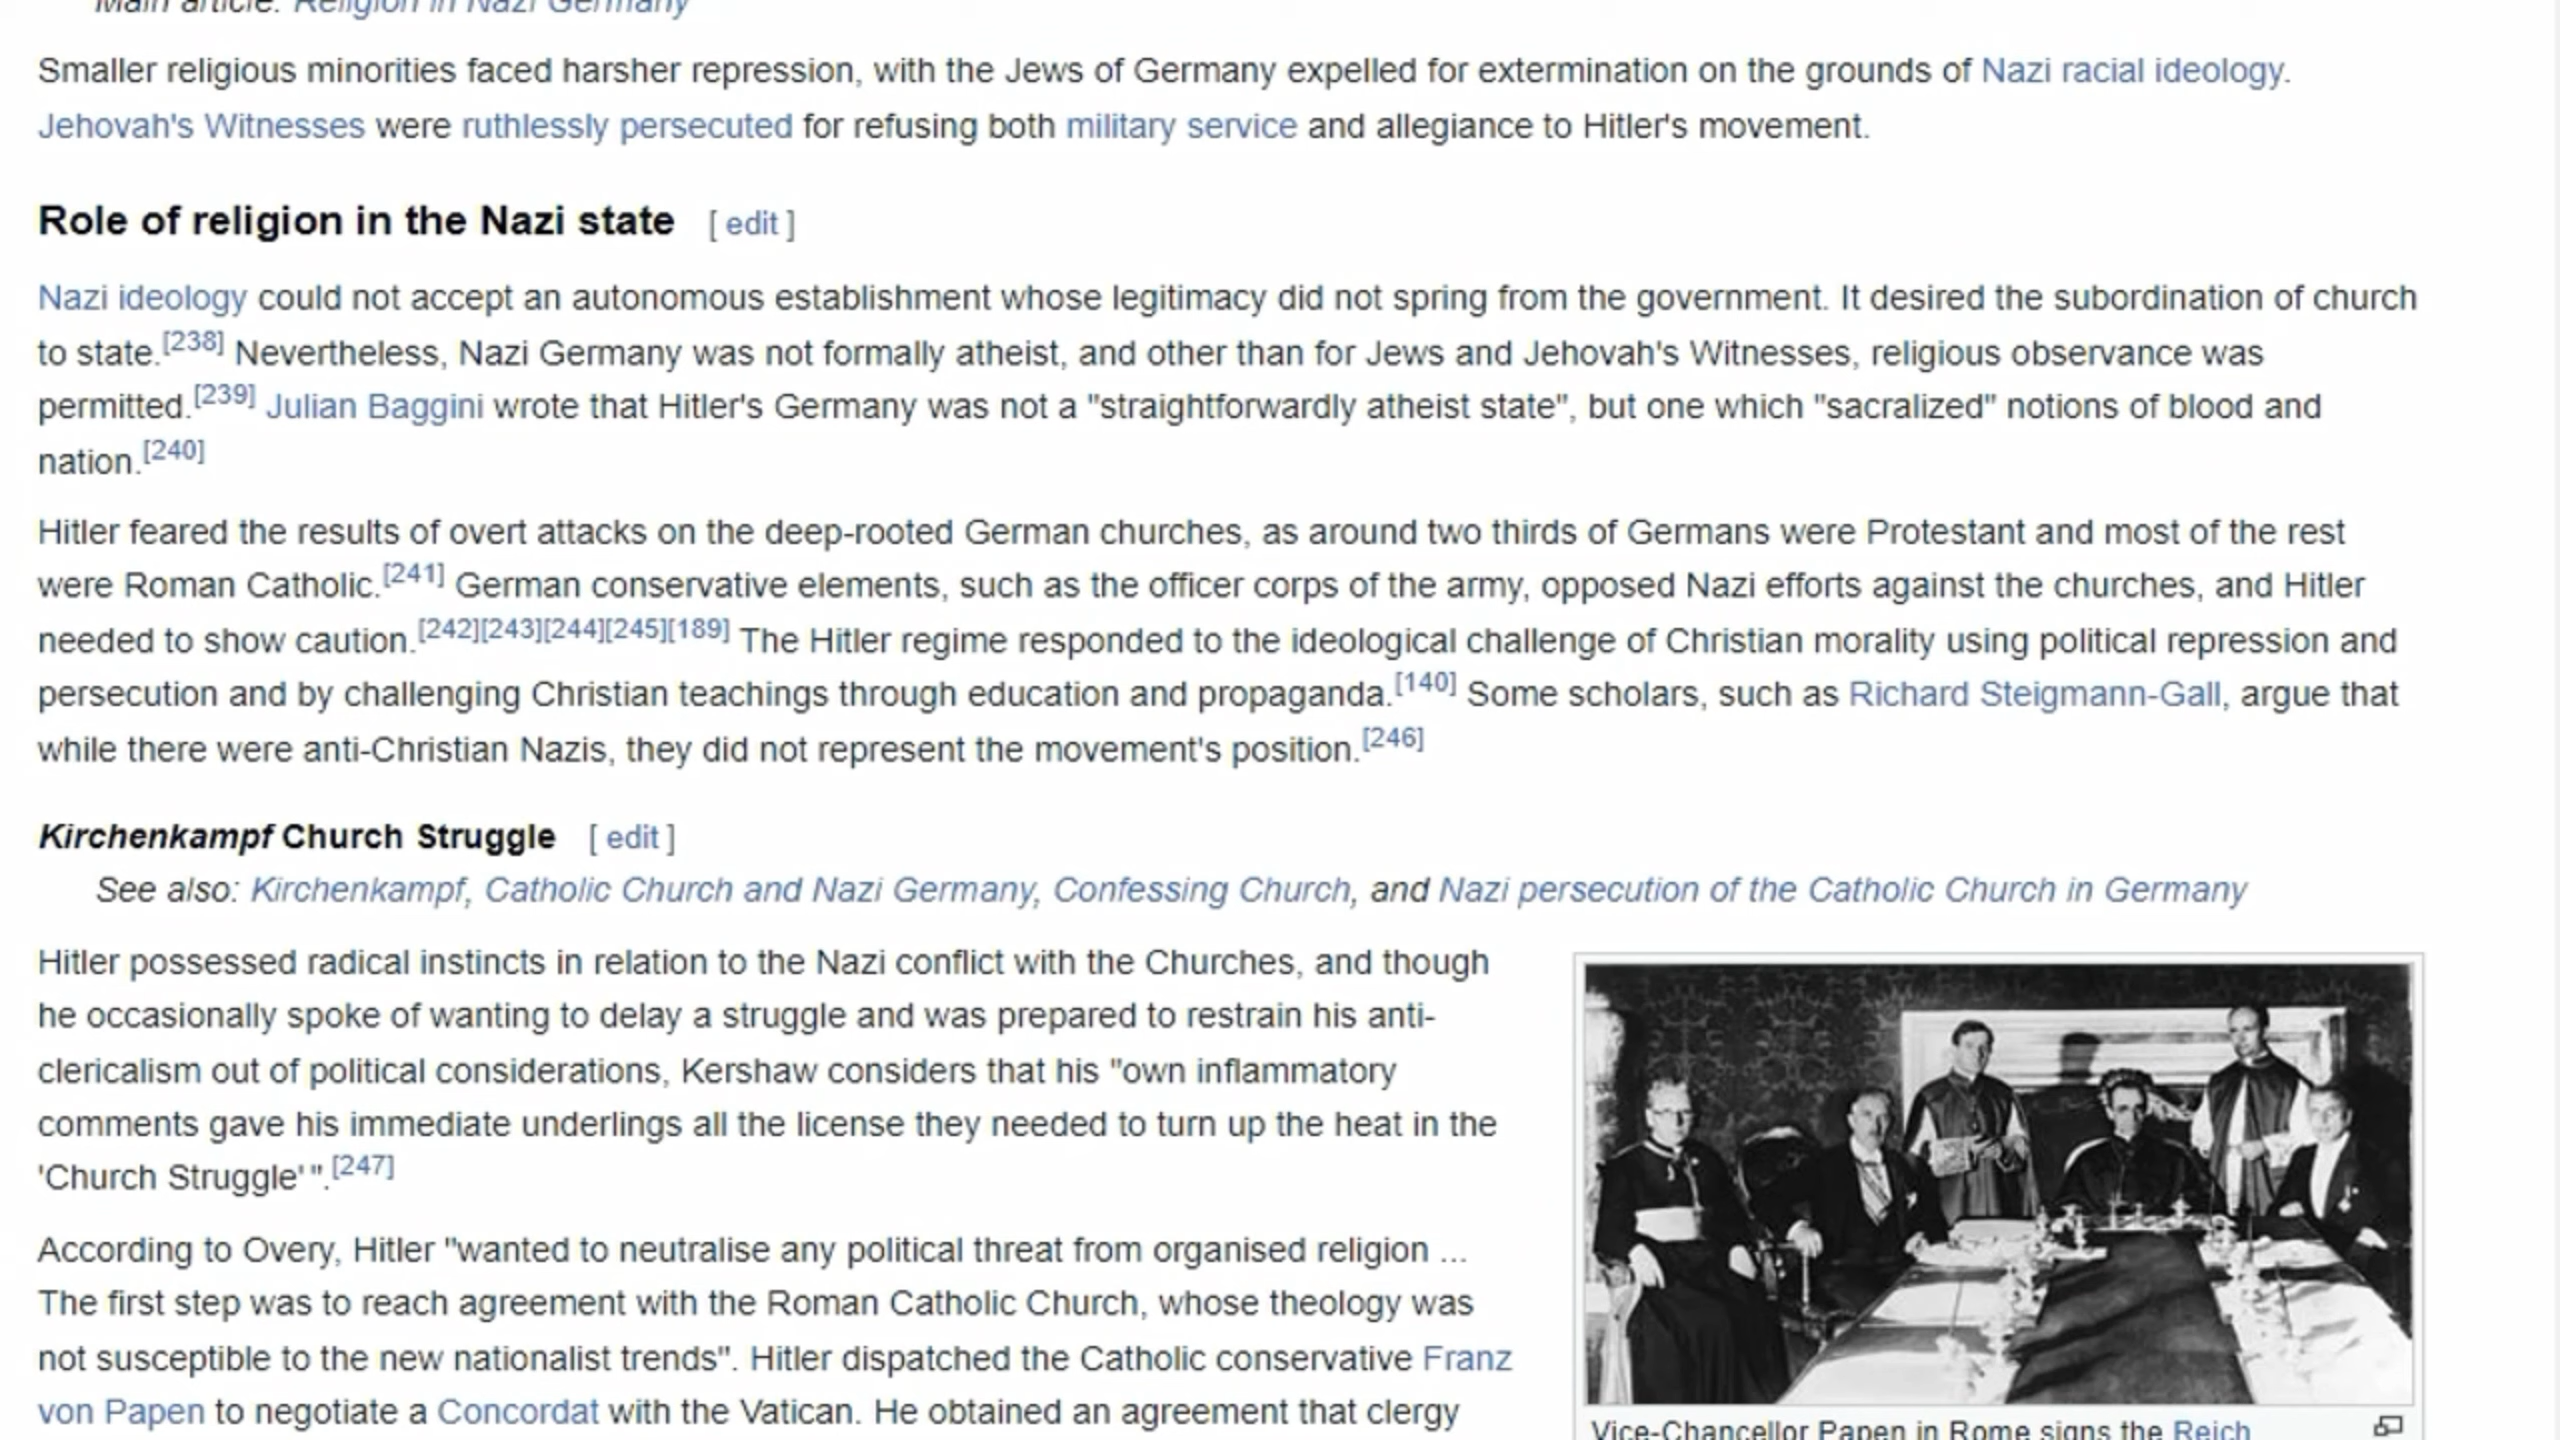 Main article: Religion in Nazi Germany
Smaller religious minorities faced harsher repression, with the Jews of Germany expelled for extermination on the grounds of Nazi racial ideology.
Jehovah's Witnesses were ruthlessly persecuted for refusing both military service and allegiance to Hitler's movement.
Role of religion in the Nazi state [ edit ]
Nazi ideology could not accept an autonomous establishment whose legitimacy did not spring from the government. It desired the subordination of church
to state.[238] Nevertheless, Nazi Germany was not formally atheist, and other than for Jews and Jehovah's Witnesses, religious observance was
permitted.[239] Julian Baggini wrote that Hitler's Germany was not a "straightforwardly atheist state", but one which "sacralized" notions of blood and
nation.[240]
Hitler feared the results of overt attacks on the deep-rooted German churches, as around two thirds of Germans were Protestant and most of the rest
were Roman Catholic.[241] German conservative elements, such as the officer corps of the army, opposed Nazi efforts against the churches, and Hitler
needed to show caution.[242][243][244][245][189] The Hitler regime responded to the ideological challenge of Christian morality using political repression and
persecution and by challenging Christian teachings through education and propaganda.[140] Some scholars, such as Richard Steigmann-Gall, argue that
while there were anti-Christian Nazis, they did not represent the movement's position.[246]
Kirchenkampf Church Struggle [ edit ]
See also: Kirchenkampf, Catholic Church and Nazi Germany, Confessing Church, and Nazi persecution of the Catholic Church in Germany
Hitler possessed radical instincts in relation to the Nazi conflict with the Churches, and though
he occasionally spoke of wanting to delay a struggle and was prepared to restrain his anti-
clericalism out of political considerations, Kershaw considers that his "own inflammatory
comments gave his immediate underlings all the license they needed to turn up the heat in the
'Church Struggle' ".[247]
According to Overy, Hitler "wanted to neutralise any political threat from organised religion ...
The first step was to reach agreement with the Roman Catholic Church, whose theology was
not susceptible to the new nationalist trends". Hitler dispatched the Catholic conservative Franz
von Papen to negotiate a Concordat with the Vatican. He obtained an agreement that clergy
Vice-Chancellor Papen in Rome signs the Reich